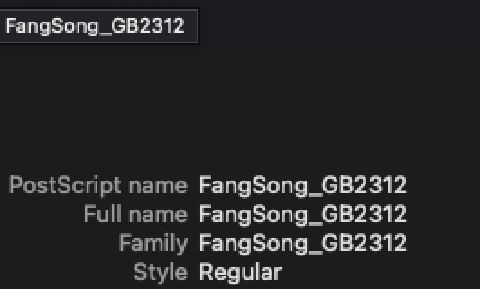 FangSong_GB2312
PostScript name FangSong_GB2312
Full name FangSong_GB2312
Family FangSong_GB2312
Style Regular